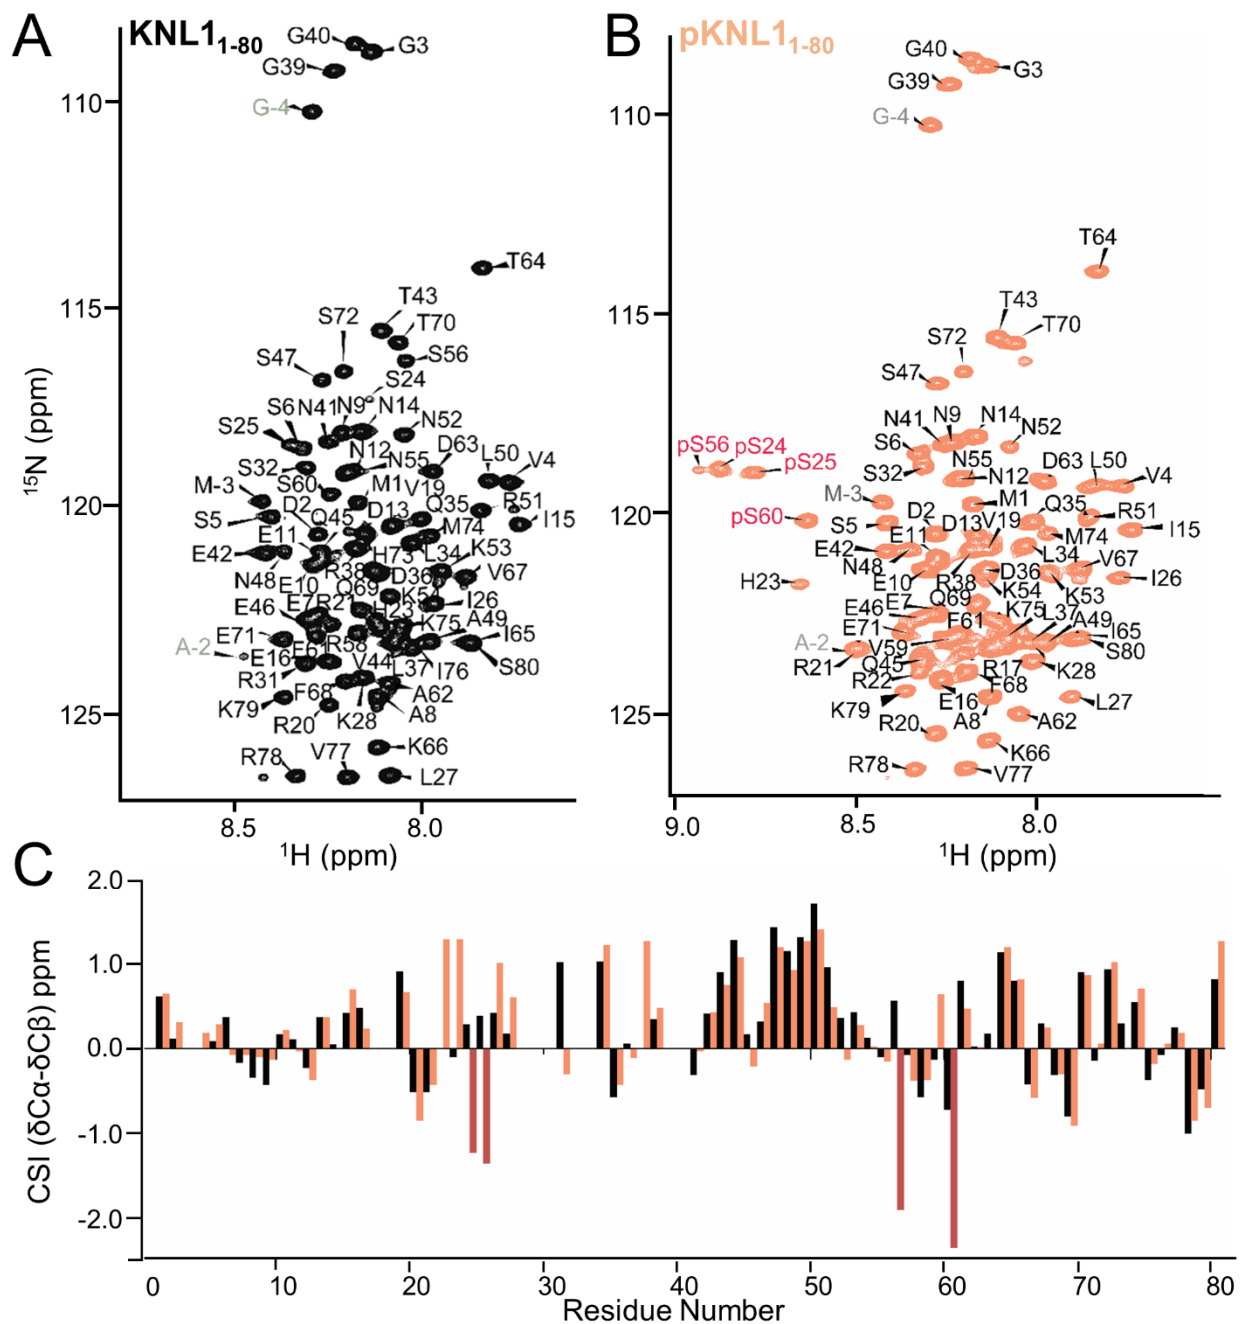 A
KNL1₁₋₈₀
G40
G3
G39
G-4
110
T64
115
T43
S72
T70
S47
S56
S24
S6
N41
N9
N14
S25
N52
N12
D63
S32
N55
L50
V4
S60
M1
M-3
V19
D2
Q35
R51
120
Q45
D13
S5
M74
I15
E11
H73
L34
K53
E42
R38
D36
V67
N48
E10
Q69
K54
I26
E7
R21
H23
E46
K75
A49
E71
F61
R58
I65
A-2
E16
V44
L37
I76
S80
R31
F68
A62
K79
K28
A8
125
R20
R78
V77
K66
L27
8.5
8.0
¹H (ppm)
¹⁵N (ppm)
B
pKNL1₁₋₈₀
G40
G3
G39
110
G-4
T64
T43
115
T70
S72
S47
N9
N14
N41
N52
pS56
pS24
S6
pS25
D63
L50
V4
S32
N55
N12
M-3
M1
pS60
120
Q35
R51
S5
D2
D13
V19
I15
E11
M74
E42
L34
V67
N48
D36
H23
E10
R38
K54
K53
I26
Q69
E7
E46
K75
L37
A49
F61
E71
I65
A-2
V59
S80
R21
Q45
R17
K28
R22
F68
K79
E16
A8
L27
125
R20
A62
K66
R78
V77
9.0
8.5
8.0
¹H (ppm)
C
2.0
1.0
0.0
-1.0
-2.0
CSI (δCα-δCβ) ppm
0
10
20
30
40
50
60
70
80
Residue Number